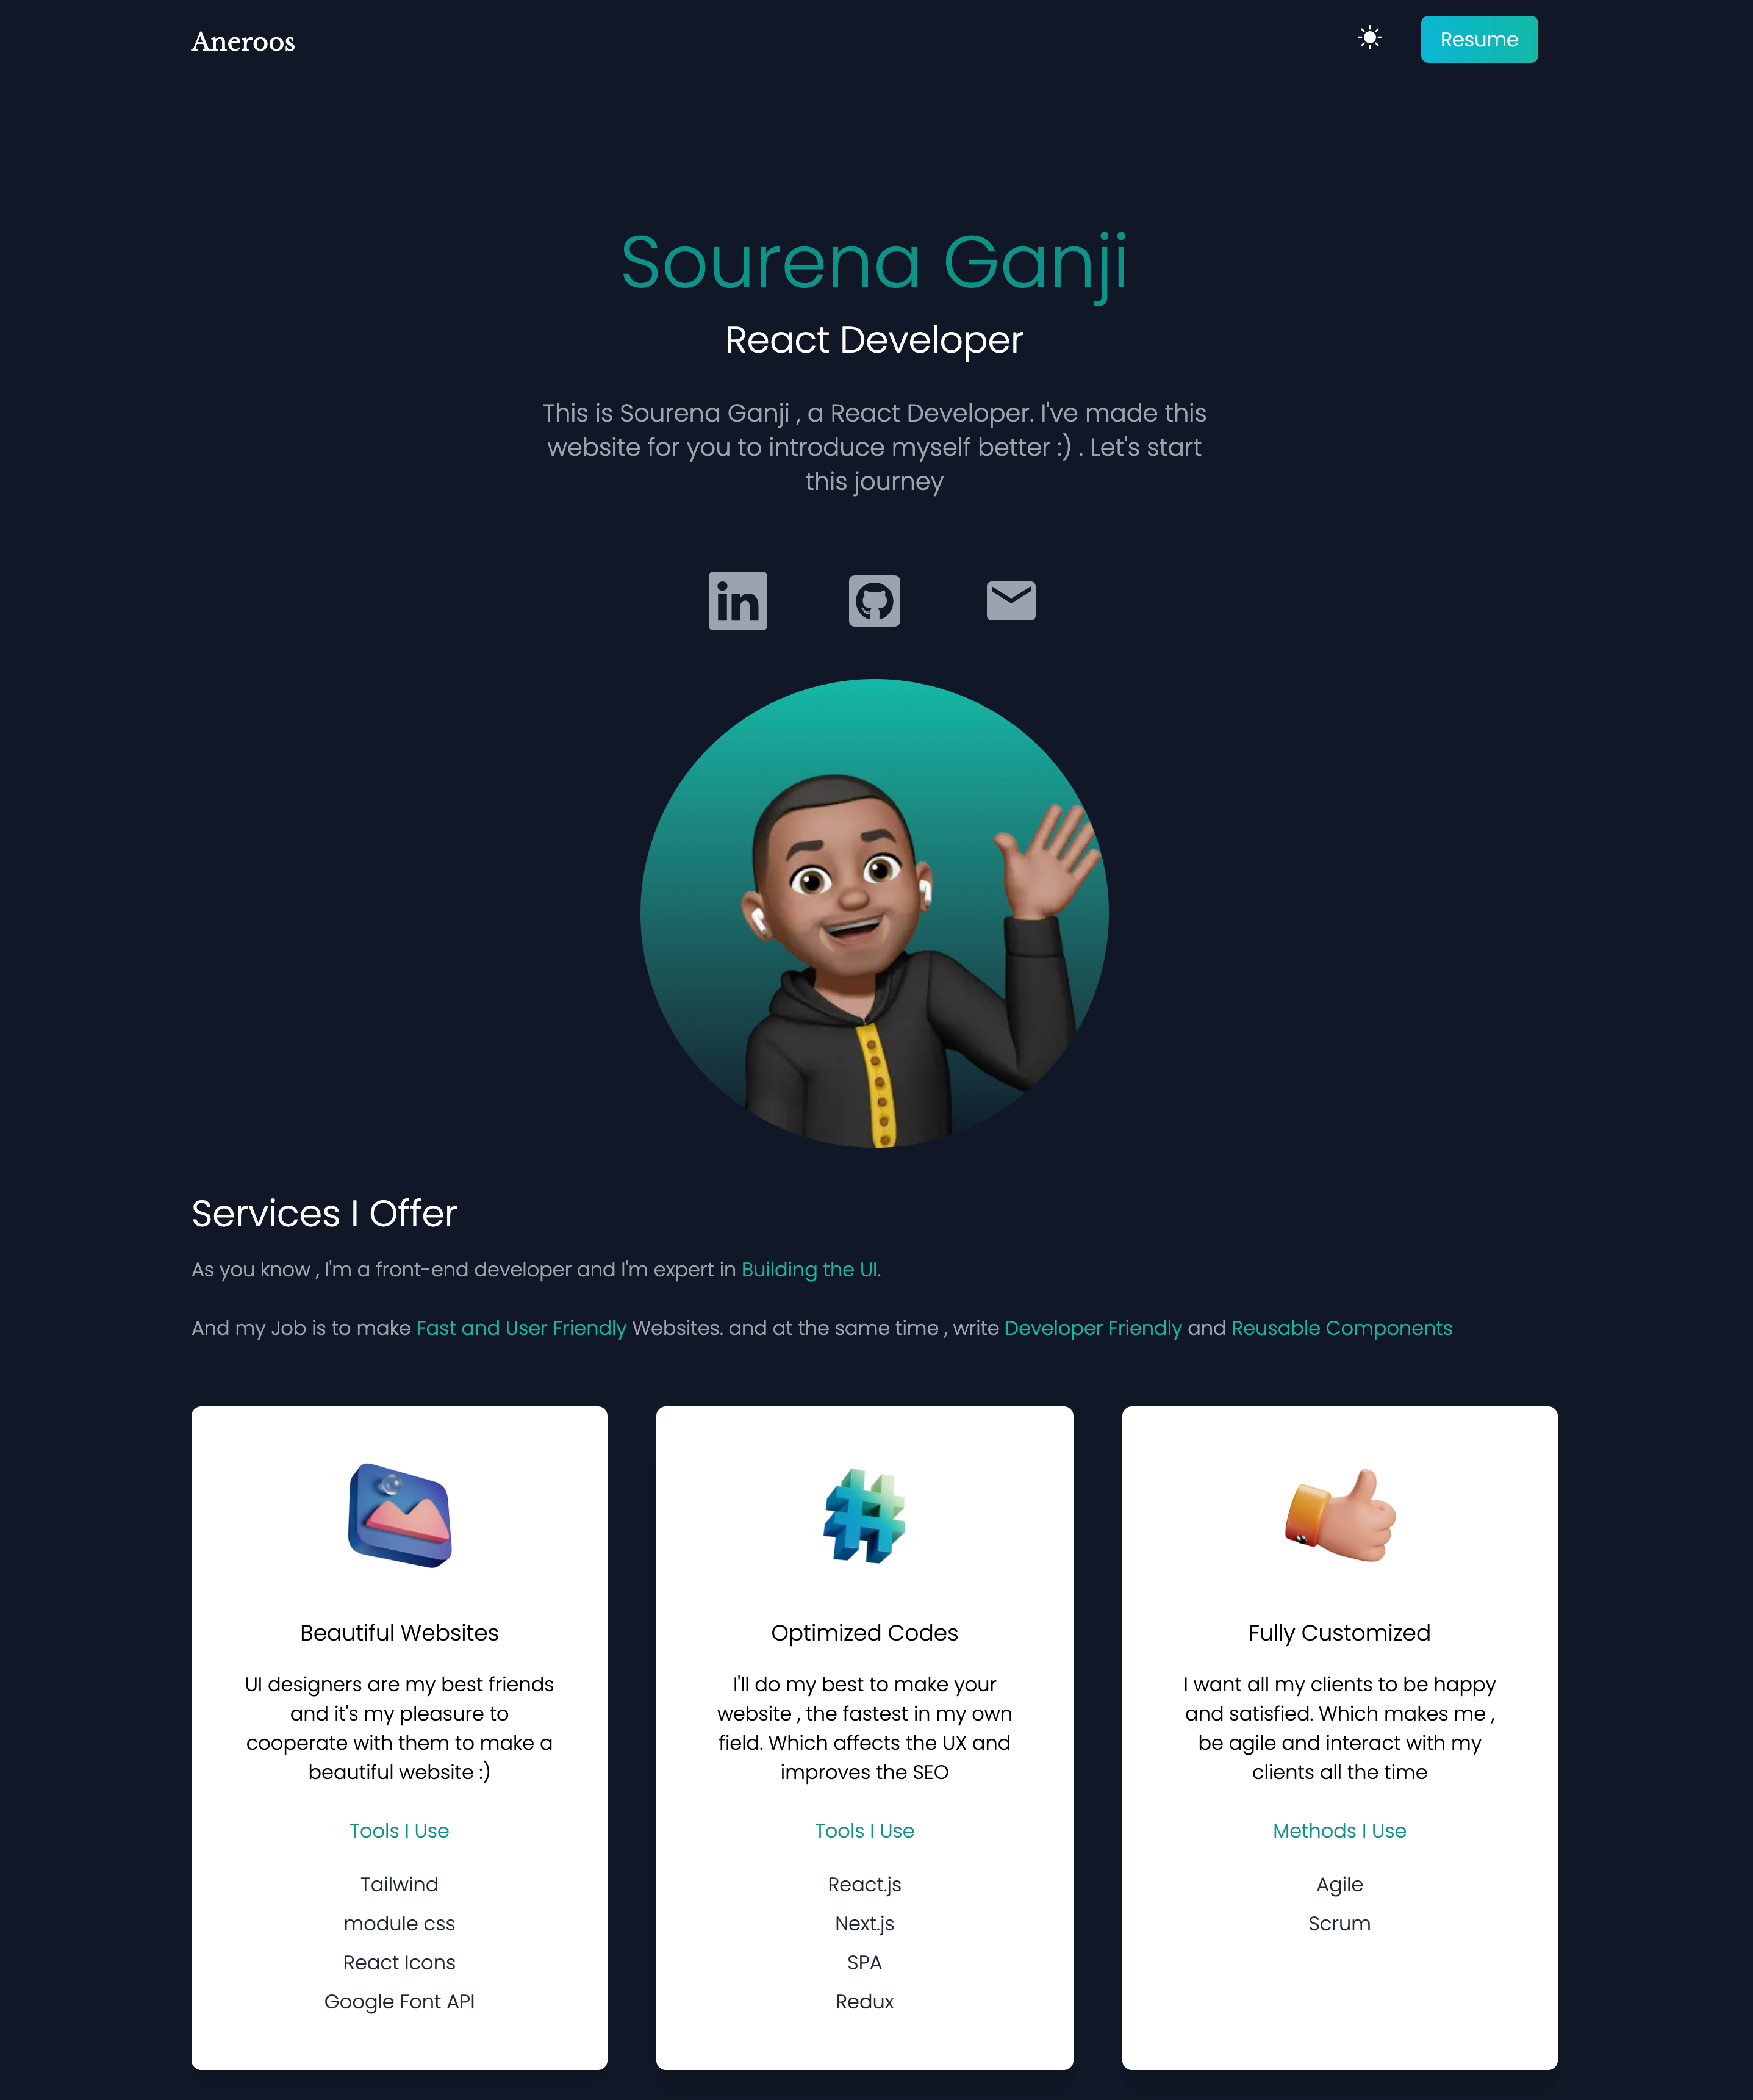 Aneroos
Resume
Sourena Ganji
React Developer
This is Sourena Ganji , a React Developer. I've made this
website for you to introduce myself better :) . Let's start
this journey
in
Services I Offer
As you know , I'm a front-end developer and I'm expert in Building the UI.
And my Job is to make Fast and User Friendly Websites. and at the same time , write Developer Friendly and Reusable Components
Beautiful Websites
UI designers are my best friends
and it's my pleasure to
cooperate with them to make a
beautiful website :)
Tools I Use
Tailwind
module css
React Icons
Google Font API
Optimized Codes
I'll do my best to make your
website , the fastest in my own
field. Which affects the UX and
improves the SEO
Tools I Use
React.js
Next.js
SPA
Redux
Fully Customized
I want all my clients to be happy
and satisfied. Which makes me ,
be agile and interact with my
clients all the time
Methods I Use
Agile
Scrum